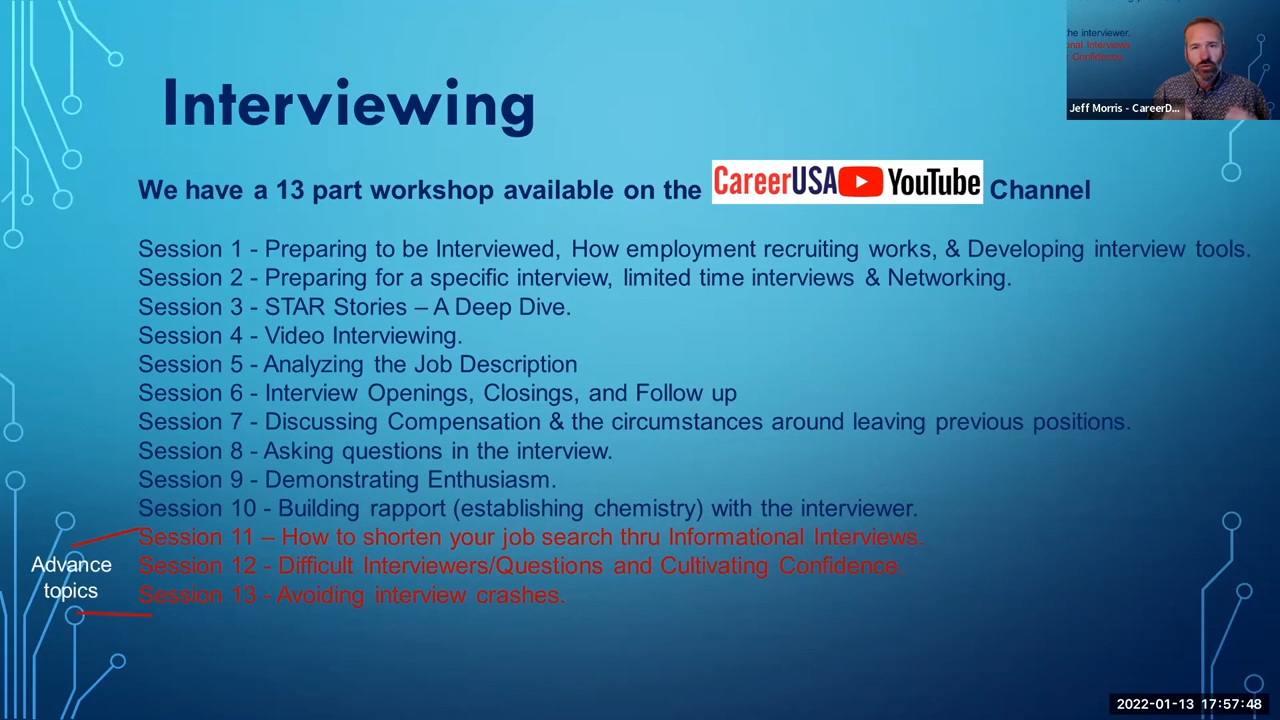 he interviewer.
onal Interviews.
Confidence.
Jeff Morris - CareerD...
Interviewing
We have a 13 part workshop available on the CareerUSA YouTube Channel
Session 1 - Preparing to be Interviewed, How employment recruiting works, & Developing interview tools.
Session 2 - Preparing for a specific interview, limited time interviews & Networking.
Session 3 - STAR Stories – A Deep Dive.
Session 4 - Video Interviewing.
Session 5 - Analyzing the Job Description
Session 6 - Interview Openings, Closings, and Follow up
Session 7 - Discussing Compensation & the circumstances around leaving previous positions.
Session 8 - Asking questions in the interview.
Session 9 - Demonstrating Enthusiasm.
Session 10 - Building rapport (establishing chemistry) with the interviewer.
Session 11 – How to shorten your job search thru Informational Interviews.
Session 12 - Difficult Interviewers/Questions and Cultivating Confidence.
Session 13 - Avoiding interview crashes.
Advance
topics
2022-01-13 17:57:48